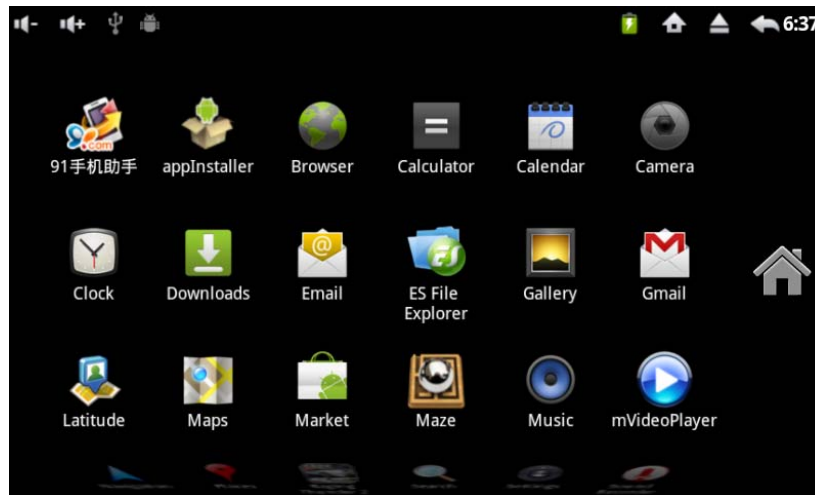 6:37
91手机助手
appInstaller
Browser
Calculator
Calendar
Camera
Clock
Downloads
Email
ES File
Explorer
Gallery
Gmail
Latitude
Maps
Market
Maze
Music
mVideoPlayer